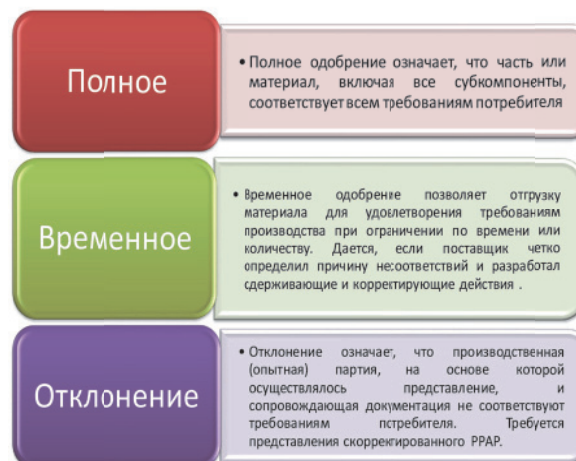 Полное
• Полное одобрение означает, что часть или
материал, включая все субкомпоненты,
соответствует всем требованиям потребителя
Временное
• Временное одобрение позволяет отгрузку
материала для удовлетворения требованиям
производства при ограничении по времени или
количеству. Дается, если поставщик четко
определил причину несоответствий и разработал
сдерживающие и корректирующие действия .
Отклонение
• Отклонение означает, что производственная
(опытная) партия, на основе которой
осуществлялось представление, и
сопровождающая документация не соответствуют
требованиям потребителя. Требуется
представления скорректированного PPAP.